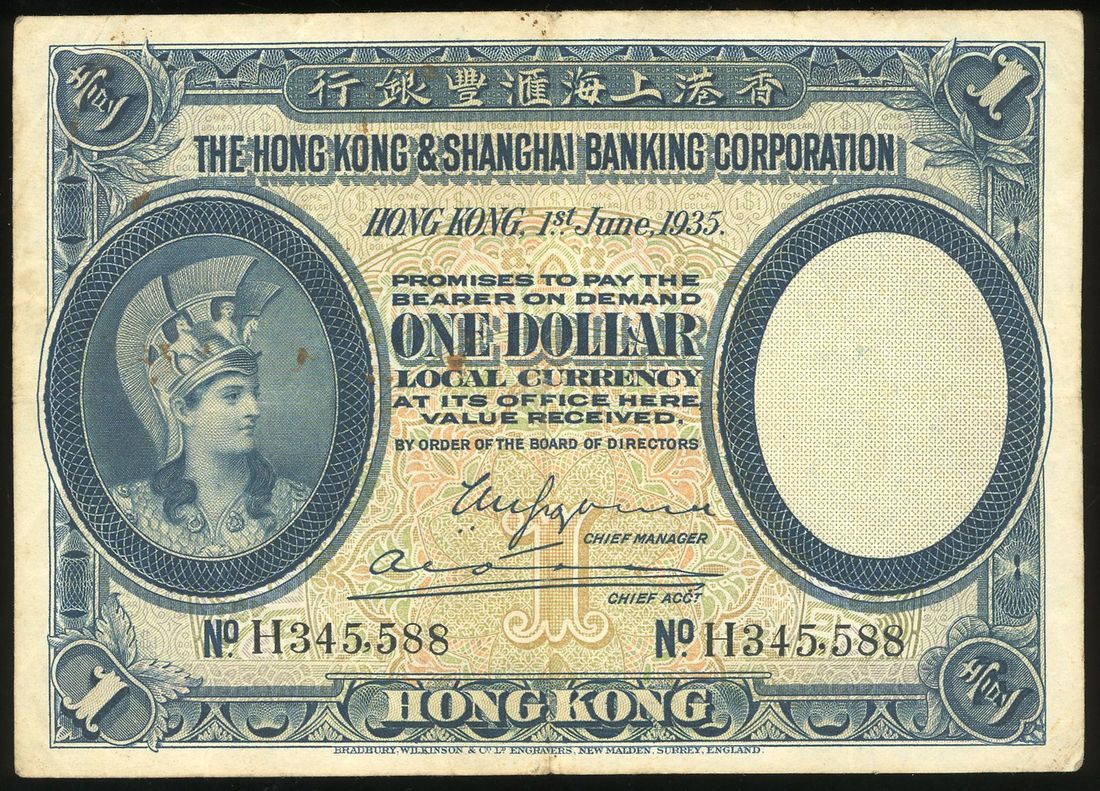 行銀豐滙海上港香
1
THE HONG KONG & SHANGHAI BANKING CORPORATION
HONG KONG, 1st June, 1935.
PROMISES TO PAY THE
BEARER ON DEMAND
ONE DOLLAR
LOCAL CURRENCY
AT ITS OFFICE HERE,
VALUE RECEIVED.
BY ORDER OF THE BOARD OF DIRECTORS
CHIEF MANAGER
CHIEF ACCT
1
No. H345,588
No. H345,588
1
HONG KONG
BRADBURY, WILKINSON & Co. Ld. ENGRAVERS, NEW MALDEN, SURREY, ENGLAND.